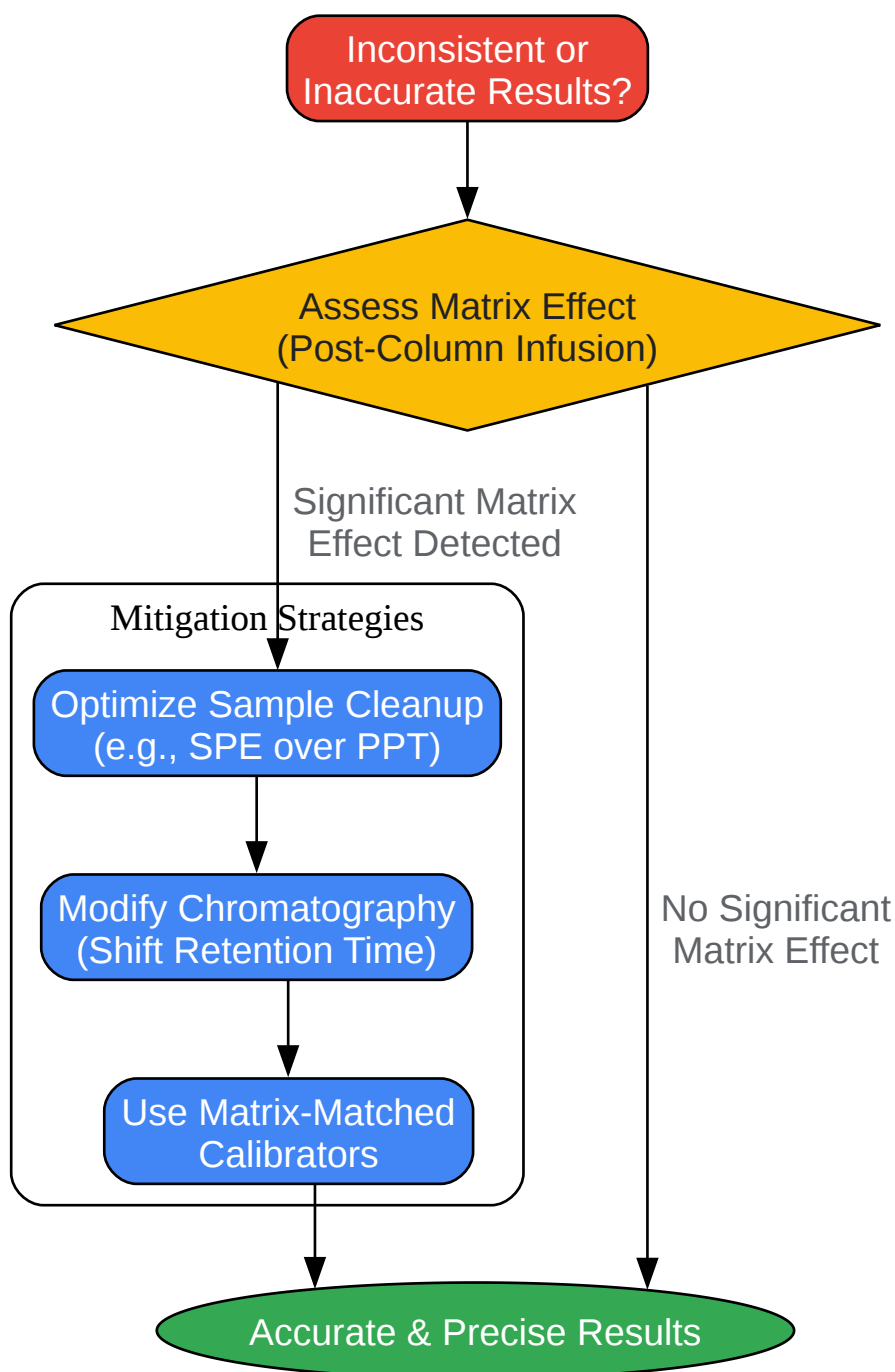 Inconsistent or
Inaccurate Results?
Assess Matrix Effect
(Post-Column Infusion)
Significant Matrix
Effect Detected
Mitigation Strategies
Optimize Sample Cleanup
(e.g., SPE over PPT)
Modify Chromatography
(Shift Retention Time)
No Significant
Matrix Effect
Use Matrix-Matched
Calibrators
Accurate & Precise Results